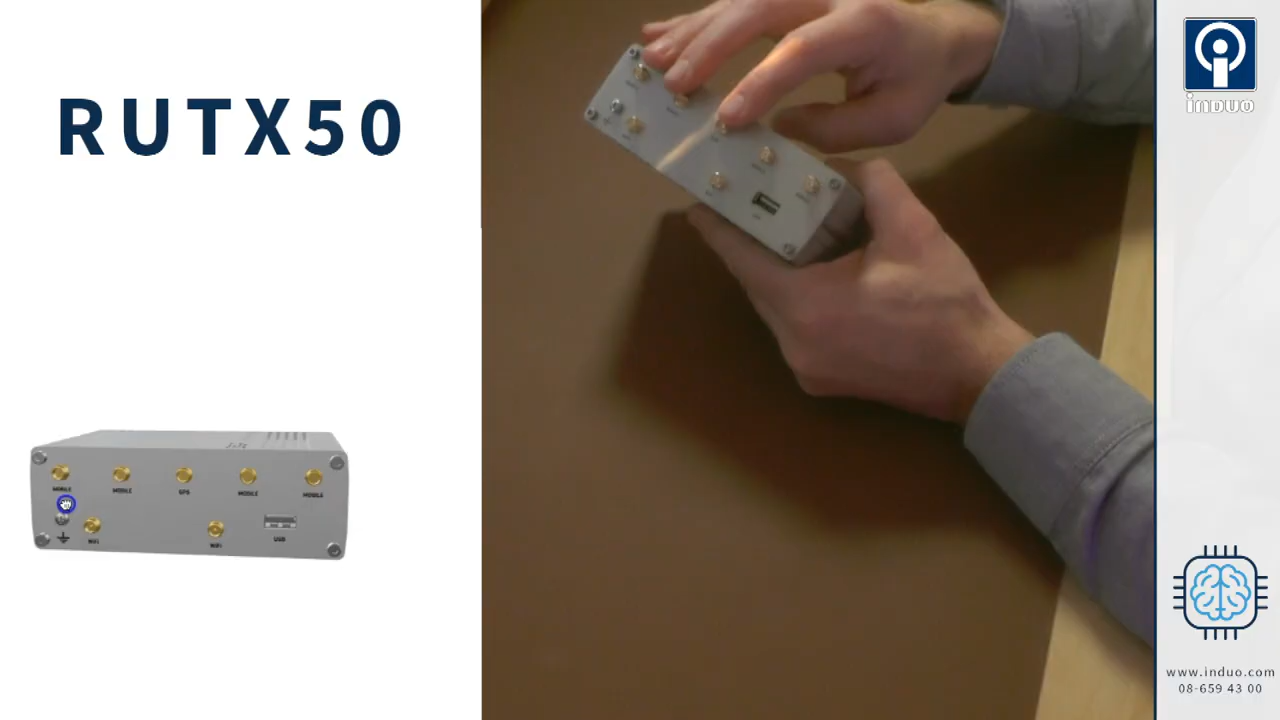 RUTX50
MOBILE
MOBILE
GPS
MOBILE
MOBILE
WiFi
WiFi
USB
INDUO
www.induo.com
08-659 43 00